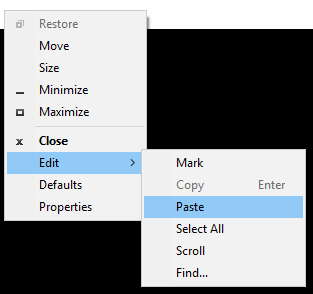 Restore
Move
Size
Minimize
Maximize
Close
Edit
Defaults
Properties
Mark
Copy Enter
Paste
Select All
Scroll
Find...